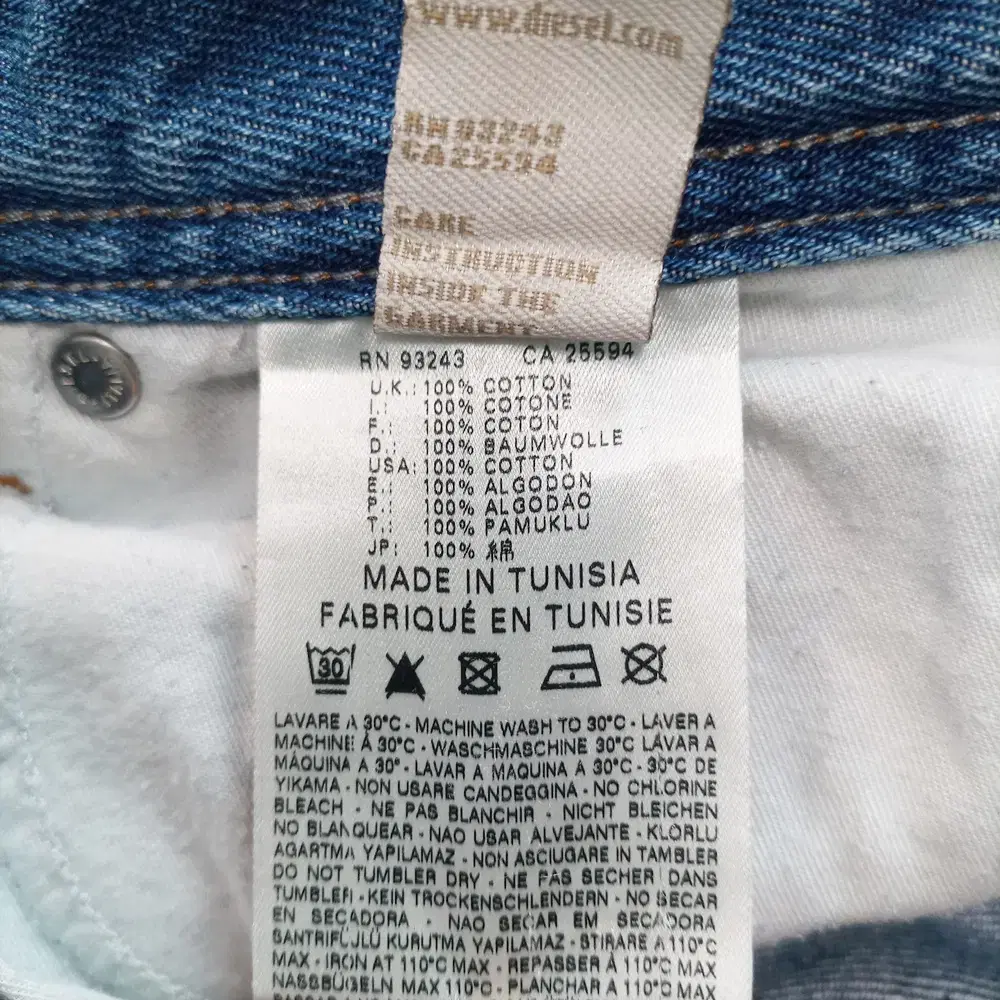 www.diesel.com
RN 93243
CA 25594
CARE
INSTRUCTION
INSIDE THE
GARMENT
RN 93243 CA 25594
U.K.: 100% COTTON
I.: 100% COTONE
F.: 100% COTON
D.: 100% BAUMWOLLE
USA: 100% COTTON
E.: 100% ALGODON
P.: 100% ALGODAO
T.: 100% PAMUKLU
JP: 100% 綿
MADE IN TUNISIA
FABRIQUÉ EN TUNISIE
30
LAVARE A 30°C - MACHINE WASH TO 30°C - LAVER A
MACHINE À 30°C - WASCHMASCHINE 30°C LAVAR A
MÁQUINA A 30° - LAVAR A MAQUINA A 30°C - 30°C DE
YIKAMA - NON USARE CANDEGGINA - NO CHLORINE
BLEACH - NE PAS BLANCHIR - NICHT BLEICHEN
NO BLANQUEAR - NAO USAR ALVEJANTE - KLORLU
AGARTMA YAPILAMAZ - NON ASCIUGARE IN TAMBLER
DO NOT TUMBLER DRY - NE PAS SECHER DANS
TUMBLER - KEIN TROCKENSCHLENDERN - NO SECAR
EN SECADORA - NAO SECAR EM SECADORA
SANTRIFÜJLÜ KURUTMA YAPILAMAZ - STIRARE A 110°C
MAX - IRON AT 110°C MAX - REPASSER À 110°C MAX
NASSBÜGELN MAX 110°C - PLANCHAR A 110°C